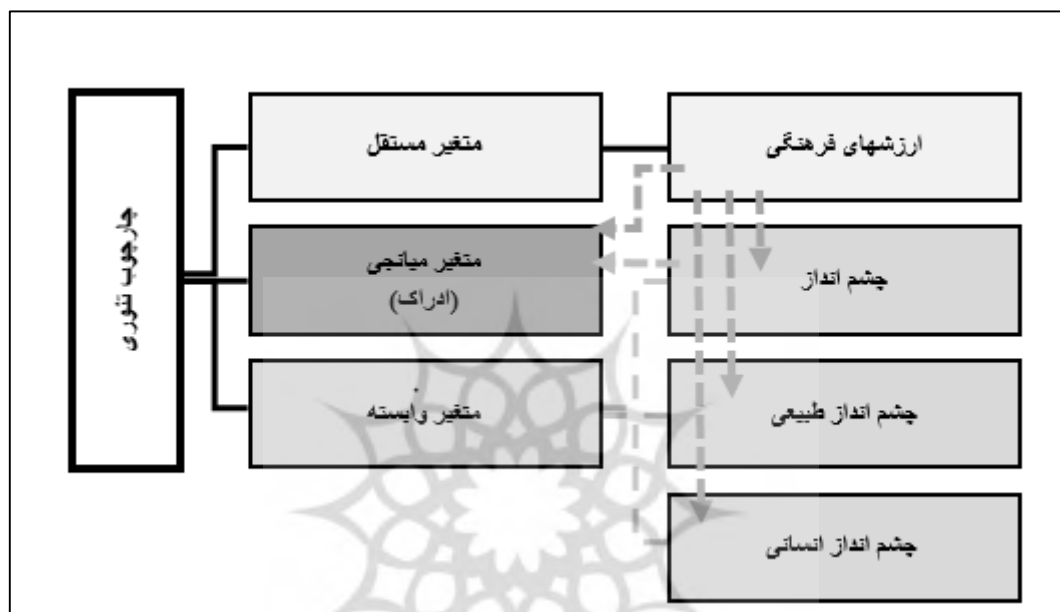 چارچوب تئوری
متغیر مستقل
ارزشهای فرهنگی
متغیر میانجی
(ادراک)
چشم انداز
متغیر وابسته
چشم انداز طبیعی
چشم انداز انسانی